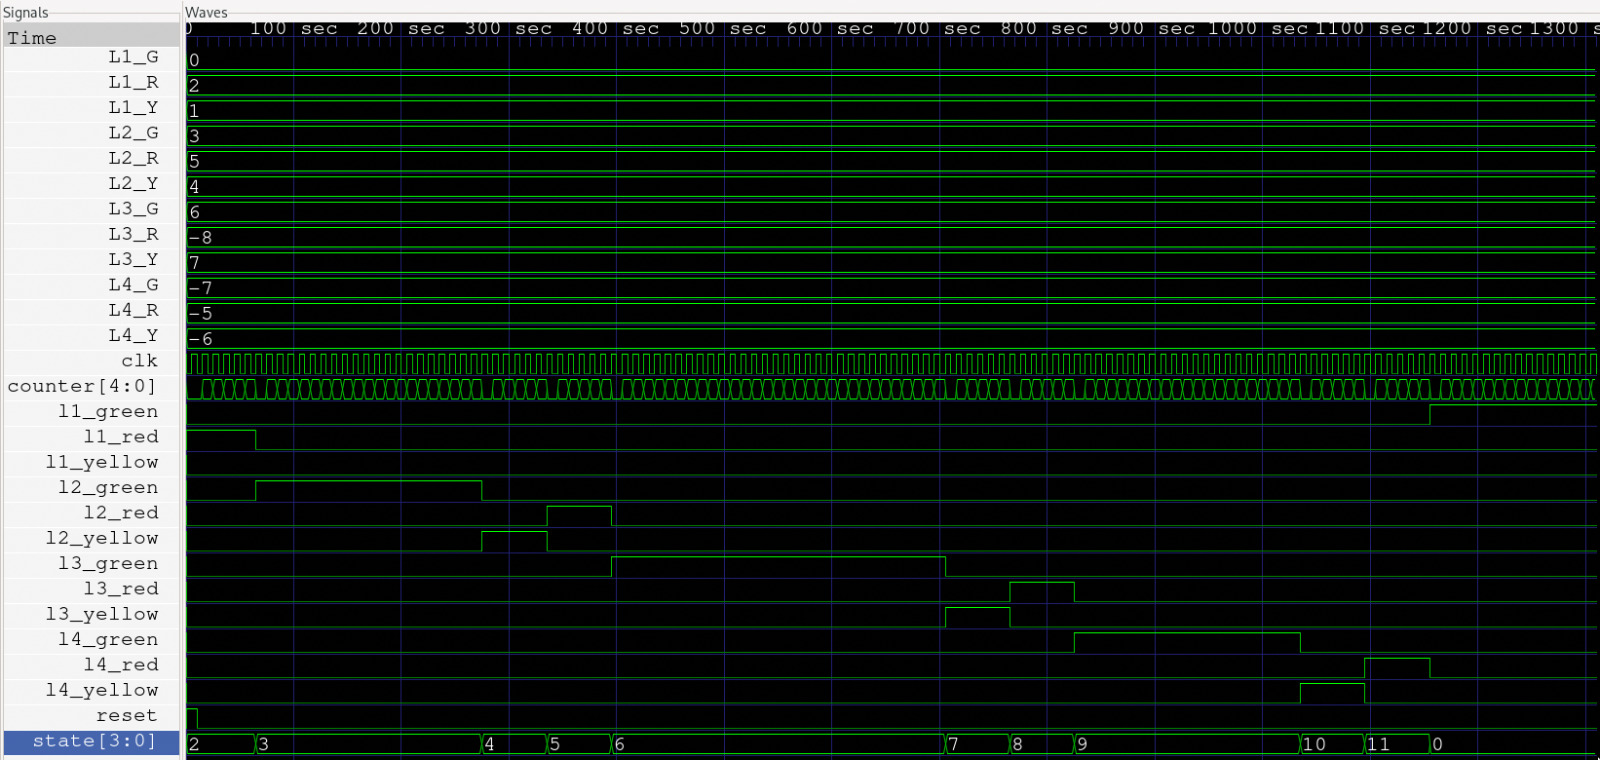 Signals Waves
Time 0 100 sec 200 sec 300 sec 400 sec 500 sec 600 sec 700 sec 800 sec 900 sec 1000 sec 1100 sec 1200 sec 1300 s
L1_G 0
L1_R 2
L1_Y 1
L2_G 3
L2_R 5
L2_Y 4
L3_G 6
L3_R -8
L3_Y 7
L4_G -7
L4_R -5
L4_Y -6
clk
counter[4:0]
l1_green
l1_red
l1_yellow
l2_green
l2_red
l2_yellow
l3_green
l3_red
l3_yellow
l4_green
l4_red
l4_yellow
reset
state[3:0] 2 3 4 5 6 7 8 9 10 11 0